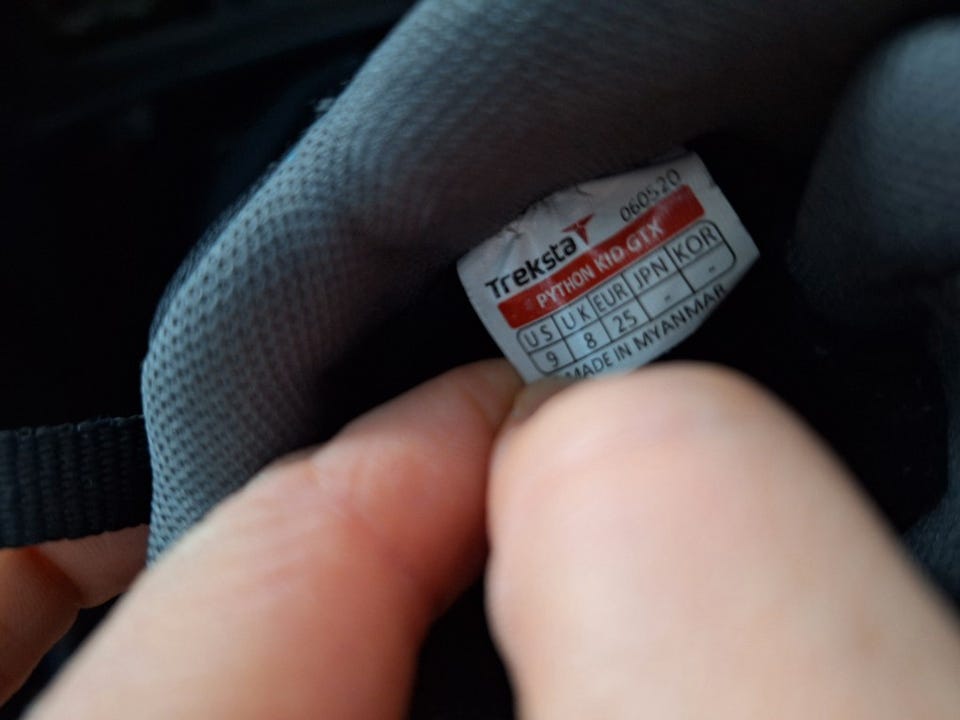 060520
Treksta
PYTHON KID GTX
US UK EUR JPN KOR
9 8 25 - -
MADE IN MYANMAR